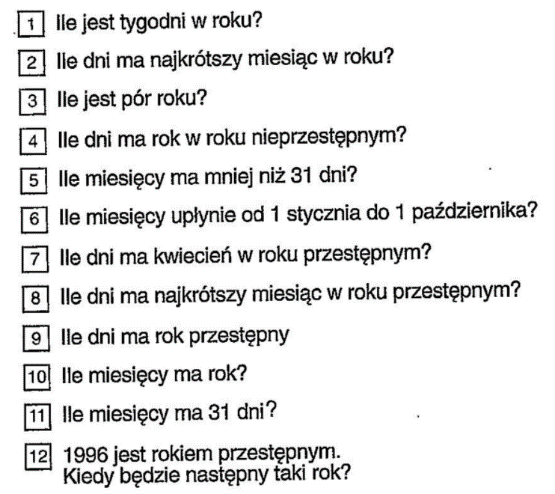 1 Ile jest tygodni w roku?
2 Ile dni ma najkrótszy miesiąc w roku?
3 Ile jest pór roku?
4 Ile dni ma rok w roku nieprzestępnym?
5 Ile miesięcy ma mniej niż 31 dni?
6 Ile miesięcy upłynie od 1 stycznia do 1 października?
7 Ile dni ma kwiecień w roku przestępnym?
8 Ile dni ma najkrótszy miesiąc w roku przestępnym?
9 Ile dni ma rok przestępny
10 Ile miesięcy ma rok?
11 Ile miesięcy ma 31 dni?
12 1996 jest rokiem przestępnym.
Kiedy będzie następny taki rok?